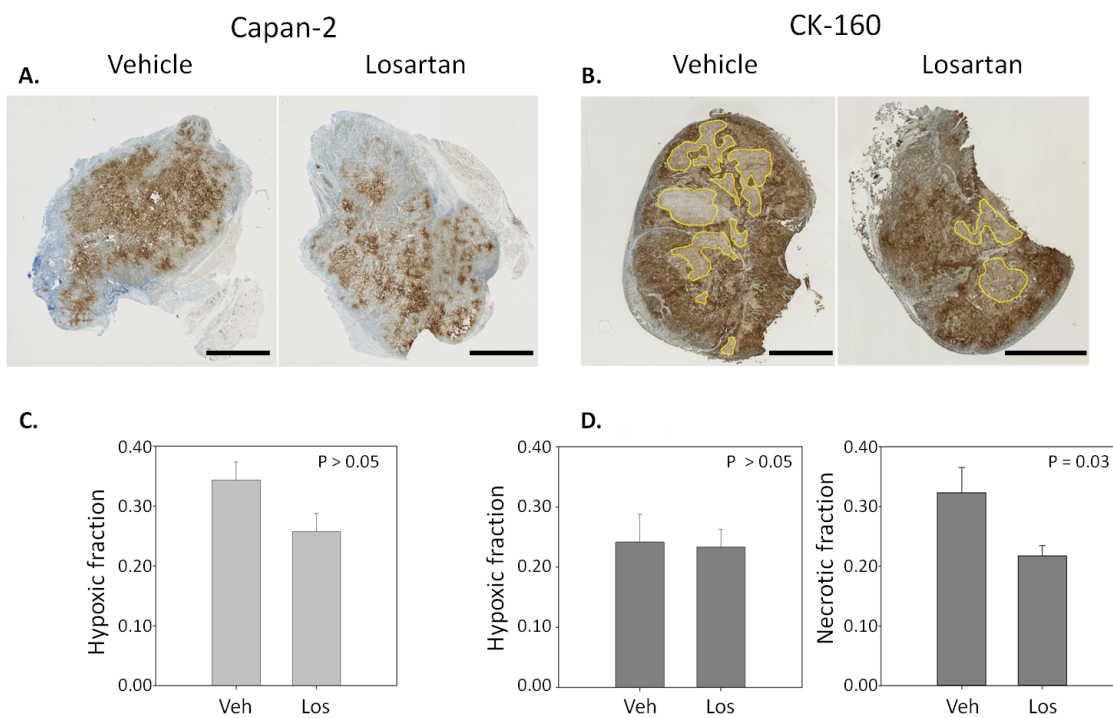 Capan-2
CK-160
Vehicle
Losartan
Vehicle
Losartan
A.
B.
C.
D.
0.40
0.30
0.20
0.10
0.00
Hypoxic fraction
P > 0.05
Veh
Los
0.40
0.30
0.20
0.10
0.00
Hypoxic fraction
P > 0.05
Veh
Los
0.40
0.30
0.20
0.10
0.00
Necrotic fraction
P = 0.03
Veh
Los